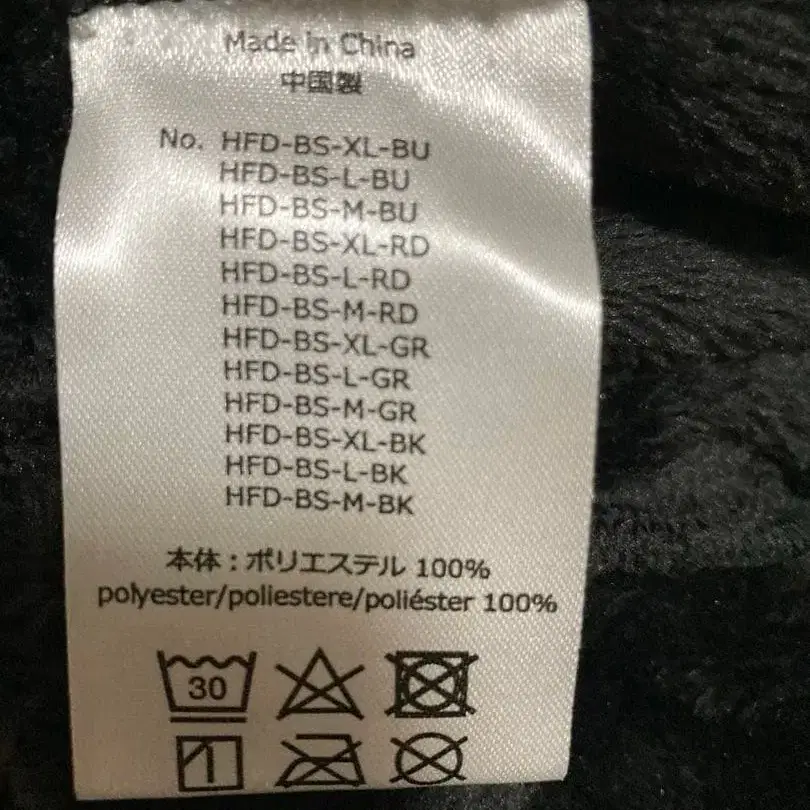 Made in China
中国製
No. HFD-BS-XL-BU
HFD-BS-L-BU
HFD-BS-M-BU
HFD-BS-XL-RD
HFD-BS-L-RD
HFD-BS-M-RD
HFD-BS-XL-GR
HFD-BS-L-GR
HFD-BS-M-GR
HFD-BS-XL-BK
HFD-BS-L-BK
HFD-BS-M-BK
本体：ポリエステル 100%
polyester/poliestere/poliéster 100%
30